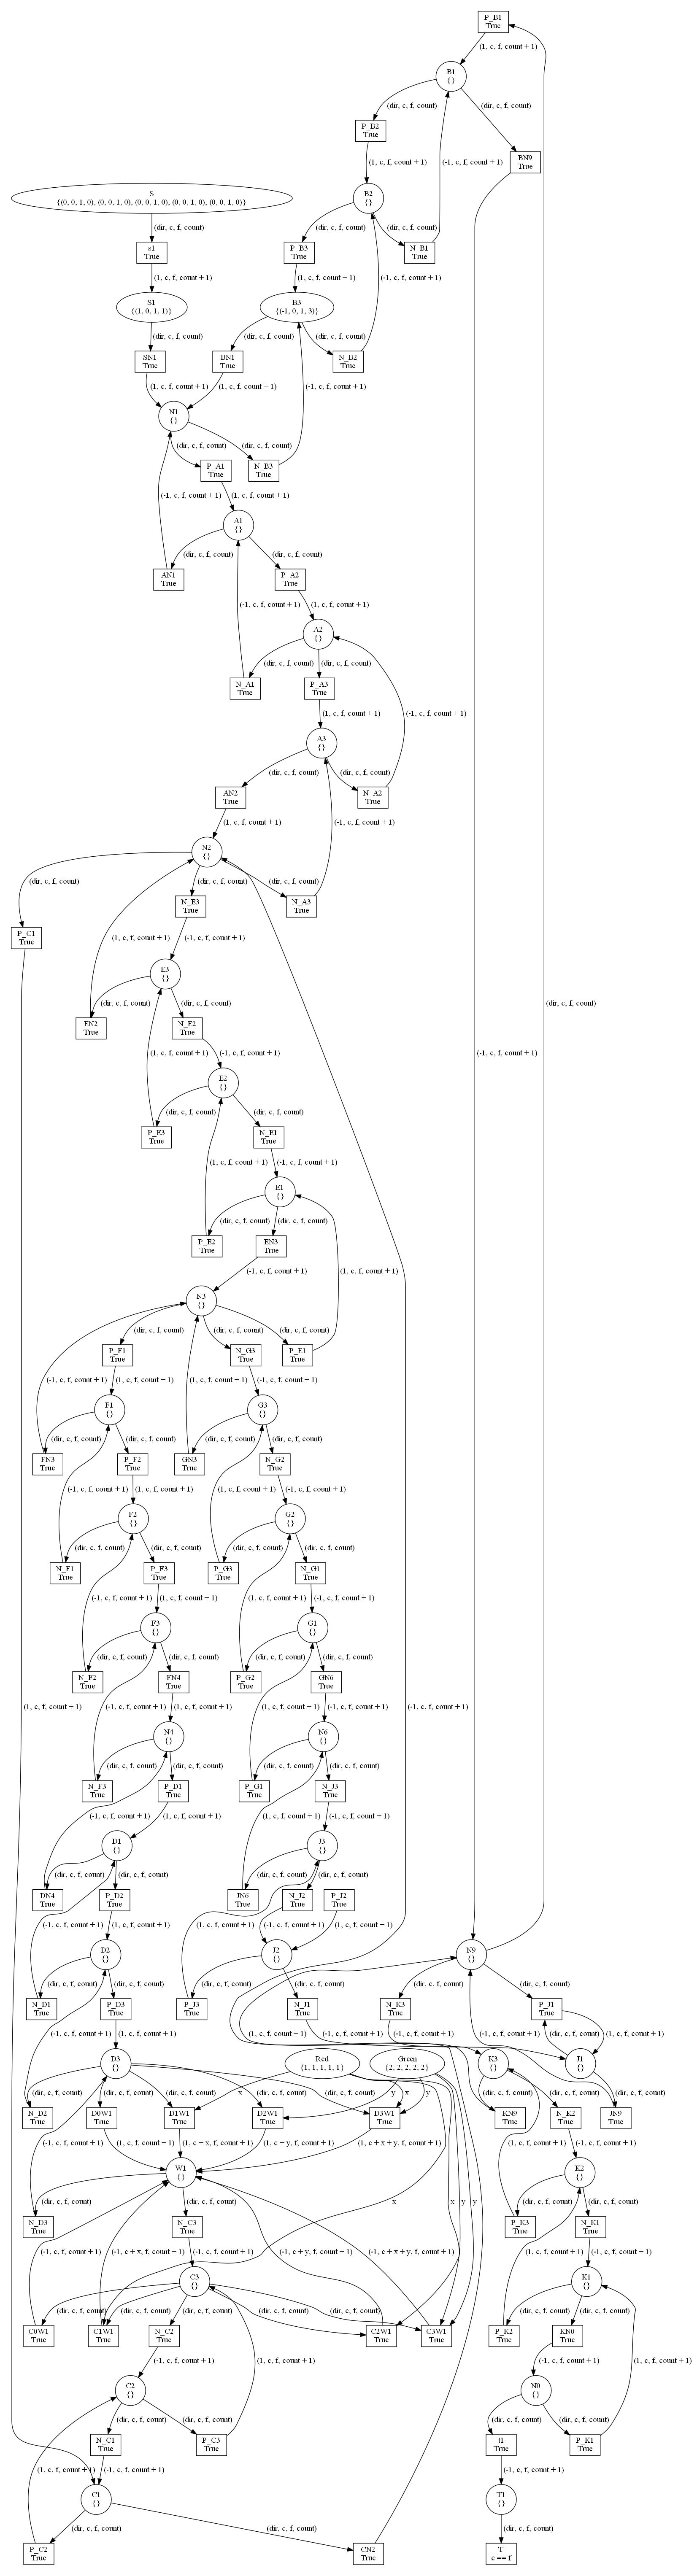 P_B1
True
(1, c, f, count + 1)
B1
{}
(dir, c, f, count)
(dir, c, f, count)
P_B2
True
BN9
True
(1, c, f, count + 1)
(-1, c, f, count + 1)
B2
{}
S
{(0, 0, 1, 0), (0, 0, 1, 0), (0, 0, 1, 0), (0, 0, 1, 0), (0, 0, 1, 0)}
(dir, c, f, count)
(dir, c, f, count)
(dir, c, f, count)
s1
True
P_B3
True
N_B1
True
(1, c, f, count + 1)
(1, c, f, count + 1)
(-1, c, f, count + 1)
S1
{(1, 0, 1, 1)}
B3
{(-1, 0, 1, 3)}
(dir, c, f, count)
(dir, c, f, count)
(dir, c, f, count)
SN1
True
BN1
True
N_B2
True
(1, c, f, count + 1)
(1, c, f, count + 1)
(-1, c, f, count + 1)
N1
{}
(dir, c, f, count)
(dir, c, f, count)
P_A1
True
N_B3
True
(-1, c, f, count + 1)
(1, c, f, count + 1)
A1
{}
(dir, c, f, count)
(dir, c, f, count)
AN1
True
P_A2
True
(-1, c, f, count + 1)
(1, c, f, count + 1)
A2
{}
(dir, c, f, count)
(dir, c, f, count)
N_A1
True
P_A3
True
(1, c, f, count + 1)
(-1, c, f, count + 1)
A3
{}
(dir, c, f, count)
(dir, c, f, count)
AN2
True
N_A2
True
(1, c, f, count + 1)
(-1, c, f, count + 1)
N2
{}
(dir, c, f, count)
(dir, c, f, count)
(dir, c, f, count)
N_E3
True
N_A3
True
P_C1
True
(1, c, f, count + 1)
(-1, c, f, count + 1)
E3
{}
(dir, c, f, count)
(dir, c, f, count)
(dir, c, f, count)
EN2
True
N_E2
True
(1, c, f, count + 1)
(-1, c, f, count + 1)
(-1, c, f, count + 1)
E2
{}
(dir, c, f, count)
(dir, c, f, count)
P_E3
True
N_E1
True
(1, c, f, count + 1)
(-1, c, f, count + 1)
E1
{}
(dir, c, f, count)
(dir, c, f, count)
P_E2
True
EN3
True
(-1, c, f, count + 1)
(1, c, f, count + 1)
N3
{}
(dir, c, f, count)
(dir, c, f, count)
(dir, c, f, count)
P_F1
True
N_G3
True
P_E1
True
(-1, c, f, count + 1)
(1, c, f, count + 1)
(1, c, f, count + 1)
(-1, c, f, count + 1)
F1
{}
G3
{}
(dir, c, f, count)
(dir, c, f, count)
(dir, c, f, count)
(dir, c, f, count)
FN3
True
P_F2
True
GN3
True
N_G2
True
(-1, c, f, count + 1)
(1, c, f, count + 1)
(1, c, f, count + 1)
(-1, c, f, count + 1)
F2
{}
G2
{}
(dir, c, f, count)
(dir, c, f, count)
(dir, c, f, count)
(dir, c, f, count)
N_F1
True
P_F3
True
P_G3
True
N_G1
True
(-1, c, f, count + 1)
(1, c, f, count + 1)
(1, c, f, count + 1)
(-1, c, f, count + 1)
F3
{}
G1
{}
(dir, c, f, count)
(dir, c, f, count)
(dir, c, f, count)
(dir, c, f, count)
N_F2
True
FN4
True
P_G2
True
GN6
True
(1, c, f, count + 1)
(-1, c, f, count + 1)
(1, c, f, count + 1)
(1, c, f, count + 1)
(-1, c, f, count + 1)
(-1, c, f, count + 1)
N4
{}
N6
{}
(dir, c, f, count)
(dir, c, f, count)
(dir, c, f, count)
(dir, c, f, count)
N_F3
True
P_D1
True
P_G1
True
N_J3
True
(-1, c, f, count + 1)
(1, c, f, count + 1)
(1, c, f, count + 1)
(-1, c, f, count + 1)
D1
{}
J3
{}
(dir, c, f, count)
(dir, c, f, count)
(dir, c, f, count)
(dir, c, f, count)
DN4
True
P_D2
True
JN6
True
N_J2
True
P_J2
True
(-1, c, f, count + 1)
(1, c, f, count + 1)
(1, c, f, count + 1)
(-1, c, f, count + 1)
(1, c, f, count + 1)
D2
{}
J2
{}
N9
{}
(dir, c, f, count)
(dir, c, f, count)
(dir, c, f, count)
(dir, c, f, count)
(dir, c, f, count)
(dir, c, f, count)
N_D1
True
P_D3
True
P_J3
True
N_J1
True
N_K3
True
P_J1
True
(-1, c, f, count + 1)
(1, c, f, count + 1)
(1, c, f, count + 1)
(-1, c, f, count + 1)
(-1, c, f, count + 1)
(-1, c, f, count + 1)
(1, c, f, count + 1)
D3
{}
Red
{1, 1, 1, 1, 1}
Green
{2, 2, 2, 2, 2}
K3
{}
J1
{}
(dir, c, f, count)
(dir, c, f, count)
(dir, c, f, count)
x
(dir, c, f, count)
(dir, c, f, count)
y
x
y
(dir, c, f, count)
(dir, c, f, count)
(dir, c, f, count)
N_D2
True
D0W1
True
D1W1
True
D2W1
True
D3W1
True
KN9
True
N_K2
True
JN9
True
(-1, c, f, count + 1)
(1, c, f, count + 1)
(1, c + x, f, count + 1)
(1, c + y, f, count + 1)
(1, c + x + y, f, count + 1)
(1, c, f, count + 1)
(-1, c, f, count + 1)
W1
{}
K2
{}
(dir, c, f, count)
(dir, c, f, count)
x
x
y
y
(dir, c, f, count)
(dir, c, f, count)
N_D3
True
N_C3
True
P_K3
True
N_K1
True
(-1, c, f, count + 1)
(-1, c + x, f, count + 1)
(-1, c, f, count + 1)
(-1, c + y, f, count + 1)
(-1, c + x + y, f, count + 1)
(1, c, f, count + 1)
(-1, c, f, count + 1)
C3
{}
K1
{}
(dir, c, f, count)
(dir, c, f, count)
(dir, c, f, count)
(dir, c, f, count)
(dir, c, f, count)
(dir, c, f, count)
(dir, c, f, count)
C0W1
True
C1W1
True
N_C2
True
C2W1
True
C3W1
True
P_K2
True
KN0
True
(-1, c, f, count + 1)
(1, c, f, count + 1)
(-1, c, f, count + 1)
(1, c, f, count + 1)
C2
{}
N0
{}
(dir, c, f, count)
(dir, c, f, count)
(dir, c, f, count)
(dir, c, f, count)
N_C1
True
P_C3
True
t1
True
P_K1
True
(1, c, f, count + 1)
(-1, c, f, count + 1)
(-1, c, f, count + 1)
C1
{}
T1
{}
(dir, c, f, count)
(dir, c, f, count)
(dir, c, f, count)
P_C2
True
CN2
True
T
c == f